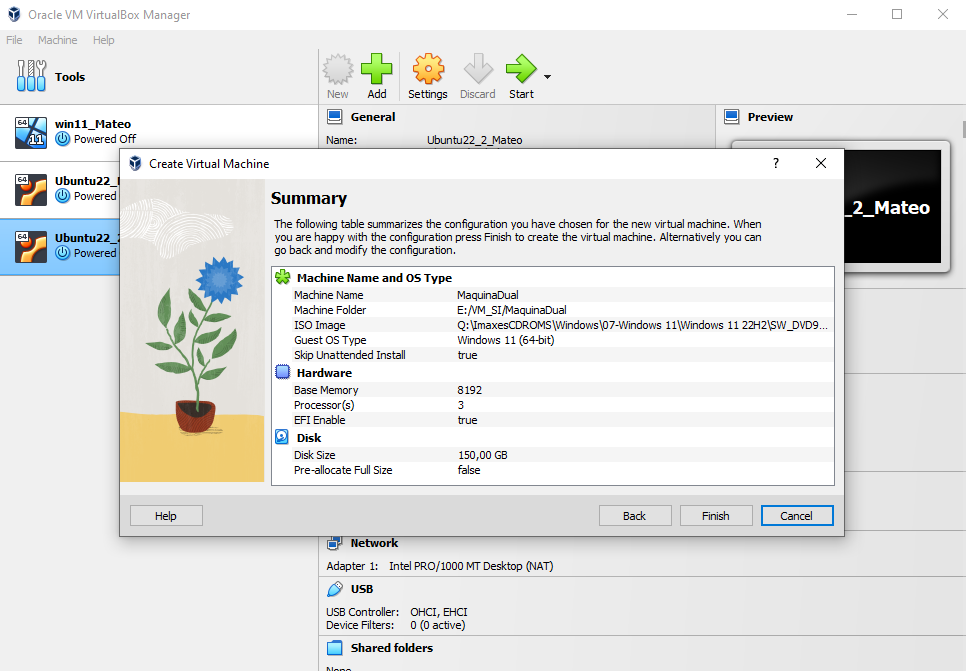 Oracle VM VirtualBox Manager
File Machine Help
Tools
New Add Settings Discard Start
64 11 win11_Mateo
Powered Off
64 Ubuntu22_
Powered
64 Ubuntu22_2
Powered
General
Name: Ubuntu22_2_Mateo
Preview
_2_Mateo
Create Virtual Machine ?
Summary
The following table summarizes the configuration you have chosen for the new virtual machine. When
you are happy with the configuration press Finish to create the virtual machine. Alternatively you can
go back and modify the configuration.
Machine Name and OS Type
Machine Name MaquinaDual
Machine Folder E:/VM_SI/MaquinaDual
ISO Image Q:\ImaxesCDROMS\Windows\07-Windows 11\Windows 11 22H2\SW_DVD9...
Guest OS Type Windows 11 (64-bit)
Skip Unattended Install true
Hardware
Base Memory 8192
Processor(s) 3
EFI Enable true
Disk
Disk Size 150,00 GB
Pre-allocate Full Size false
Help Back Finish Cancel
Network
Adapter 1: Intel PRO/1000 MT Desktop (NAT)
USB
USB Controller: OHCI, EHCI
Device Filters: 0 (0 active)
Shared folders
None